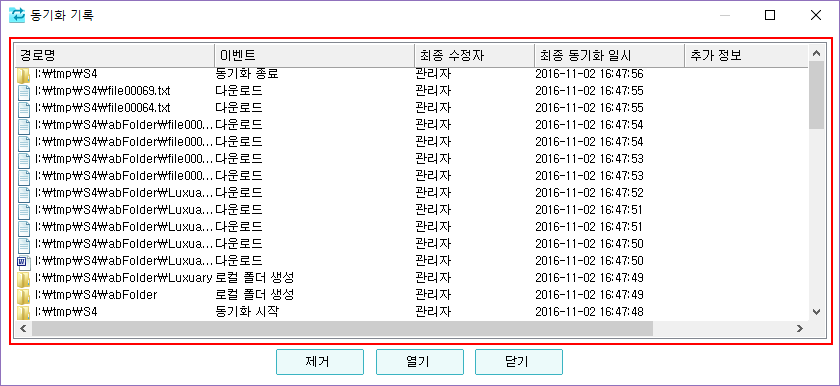 동기화 기록
경로명 이벤트 최종 수정자 최종 동기화 일시 추가 정보
I:\tmp\S4 동기화 종료 관리자 2016-11-02 16:47:56
I:\tmp\S4\file00069.txt 다운로드 관리자 2016-11-02 16:47:55
I:\tmp\S4\file00064.txt 다운로드 관리자 2016-11-02 16:47:55
I:\tmp\S4\abFolder\file000... 다운로드 관리자 2016-11-02 16:47:54
I:\tmp\S4\abFolder\file000... 다운로드 관리자 2016-11-02 16:47:54
I:\tmp\S4\abFolder\file000... 다운로드 관리자 2016-11-02 16:47:53
I:\tmp\S4\abFolder\file000... 다운로드 관리자 2016-11-02 16:47:53
I:\tmp\S4\abFolder\Luxua... 다운로드 관리자 2016-11-02 16:47:52
I:\tmp\S4\abFolder\Luxua... 다운로드 관리자 2016-11-02 16:47:51
I:\tmp\S4\abFolder\Luxua... 다운로드 관리자 2016-11-02 16:47:51
I:\tmp\S4\abFolder\Luxua... 다운로드 관리자 2016-11-02 16:47:50
I:\tmp\S4\abFolder\Luxua... 다운로드 관리자 2016-11-02 16:47:50
I:\tmp\S4\abFolder\Luxuary 로컬 폴더 생성 관리자 2016-11-02 16:47:49
I:\tmp\S4\abFolder 로컬 폴더 생성 관리자 2016-11-02 16:47:49
I:\tmp\S4 동기화 시작 관리자 2016-11-02 16:47:48
제거 열기 닫기